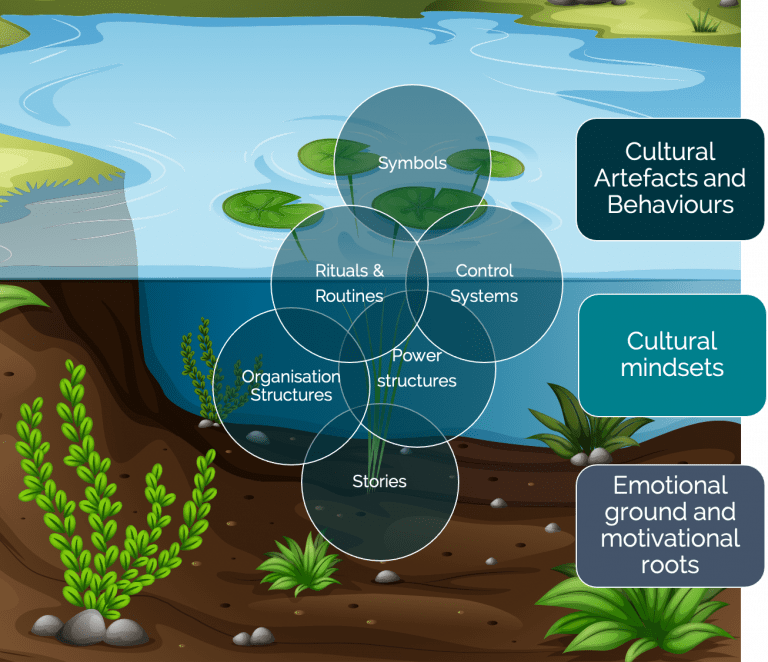 Symbols
Rituals &
Routines
Control
Systems
Organisation
Structures
Power
structures
Stories
Cultural
Artefacts and
Behaviours
Cultural
mindsets
Emotional
ground and
motivational
roots